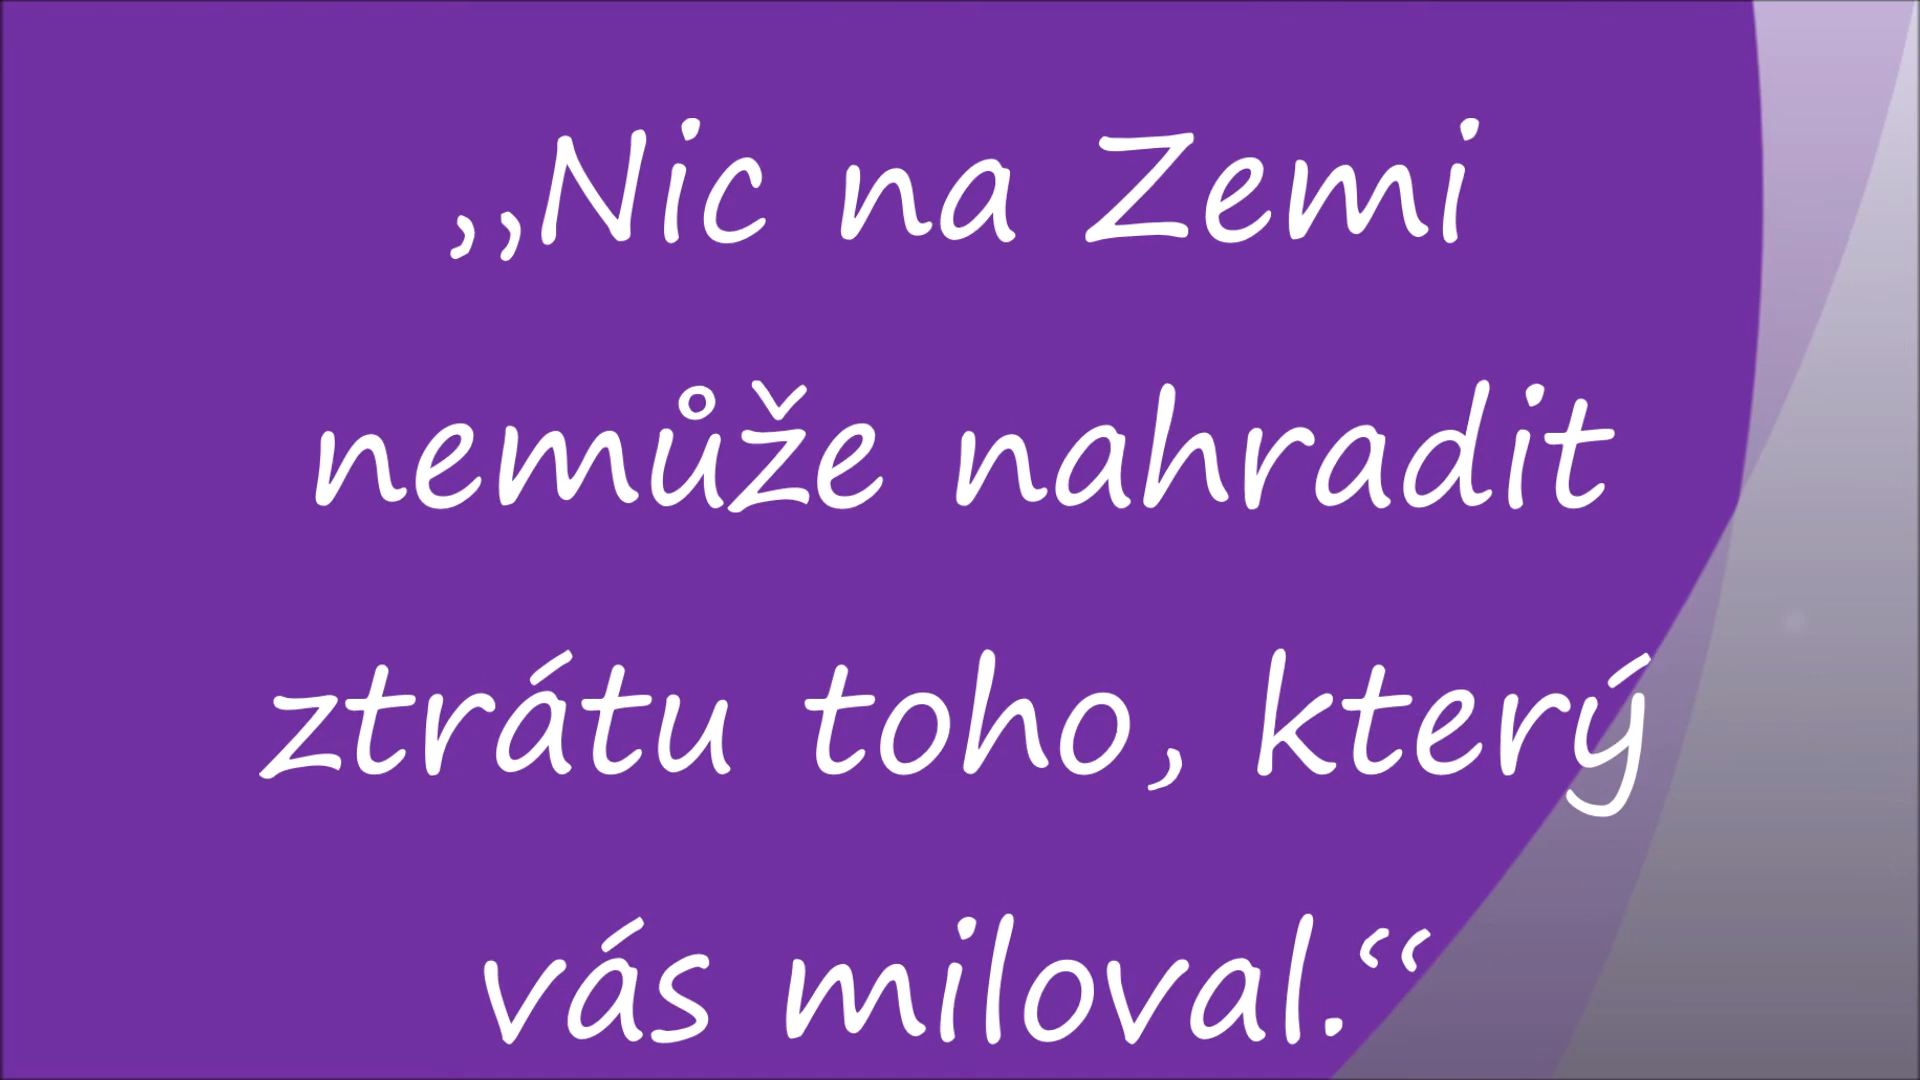 „Nic na Zemi
nemůže nahradit
ztrátu toho, který
vás miloval.“